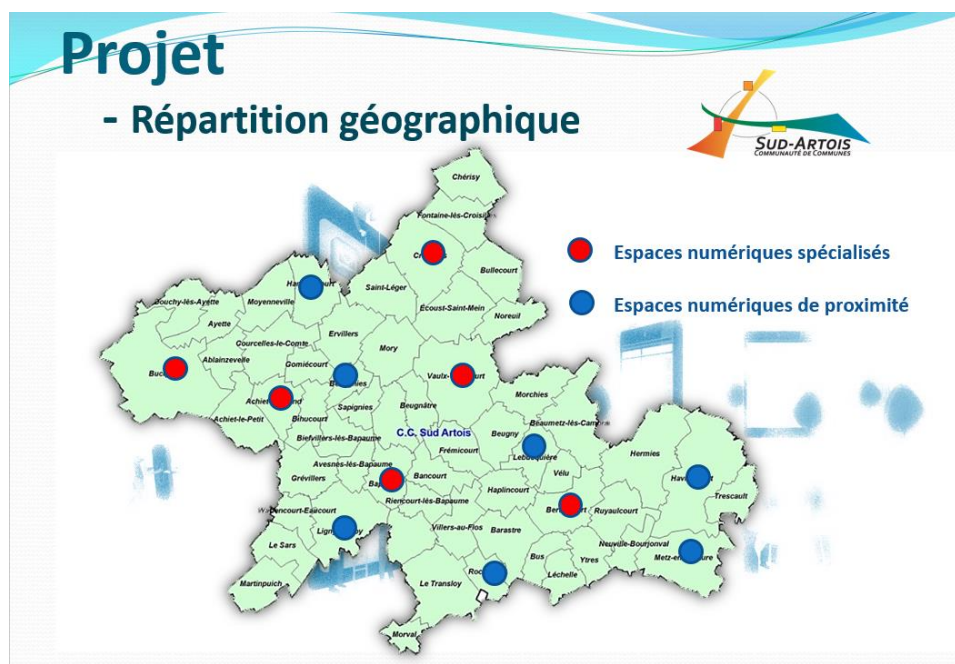 Projet
- Répartition géographique
SUD-ARTOIS
COMMUNAUTÉ DE COMMUNES
Espaces numériques spécialisés
Espaces numériques de proximité
Chérisy
Fontaine-lès-Croisilles
Bullecourt
Saint-Léger
Écoust-Saint-Mein
Noreuil
Douchy-lès-Ayette
Moyenneville
Ayette
Ervillers
Courcelles-le-Comte
Mory
Ablainzevelle
Gomiécourt
Achiet-le-Petit
Bihucourt
Sapignies
Beugnâtre
Morchies
Beaumetz-lès-Cambrai
Biefvillers-lès-Bapaume
C.C. Sud Artois
Beugny
Frémicourt
Vélu
Hermies
Avesnes-lès-Bapaume
Grévillers
Bancourt
Haplincourt
Trescault
Riencourt-lès-Bapaume
Ruyaulcourt
Villers-au-Flos
Barastre
Neuville-Bourjonval
Le Sars
Bus
Ytres
Léchelle
Martinpuich
Le Transloy
Morval